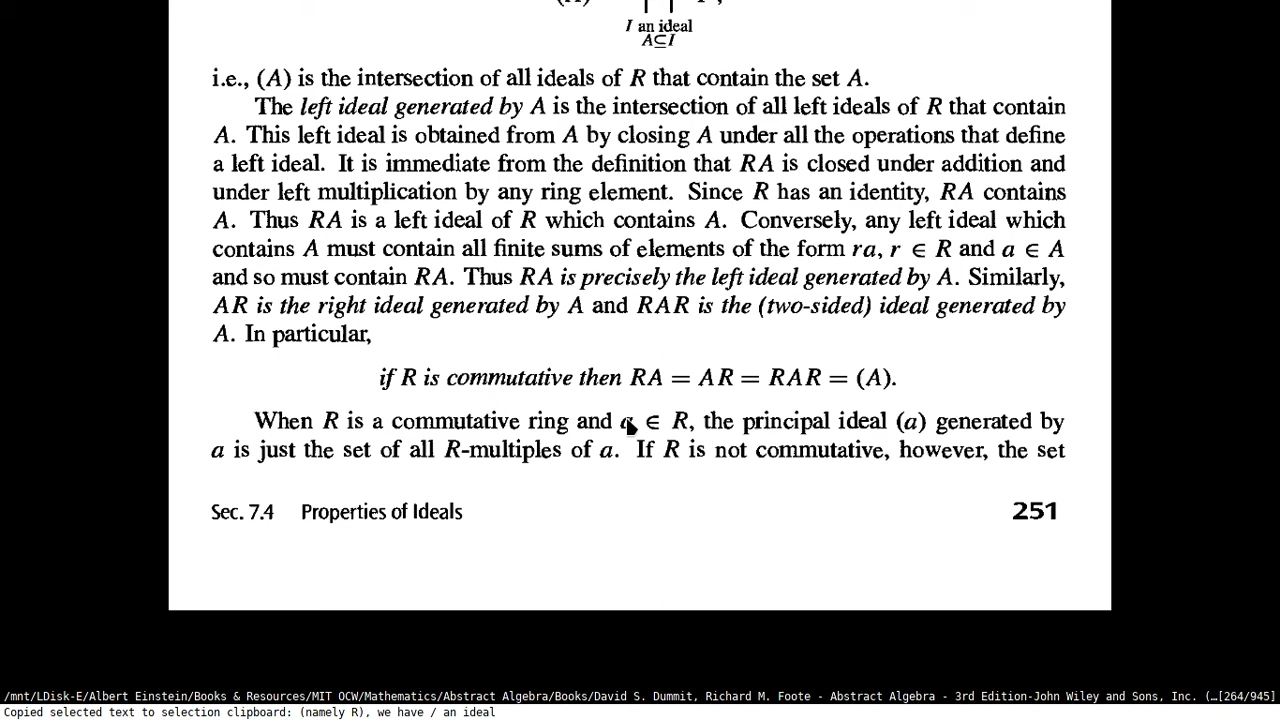 I an ideal
A⊆I
i.e., (A) is the intersection of all ideals of R that contain the set A.
The left ideal generated by A is the intersection of all left ideals of R that contain
A. This left ideal is obtained from A by closing A under all the operations that define
a left ideal. It is immediate from the definition that RA is closed under addition and
under left multiplication by any ring element. Since R has an identity, RA contains
A. Thus RA is a left ideal of R which contains A. Conversely, any left ideal which
contains A must contain all finite sums of elements of the form ra, r ∈ R and a ∈ A
and so must contain RA. Thus RA is precisely the left ideal generated by A. Similarly,
AR is the right ideal generated by A and RAR is the (two-sided) ideal generated by
A. In particular,
if R is commutative then RA = AR = RAR = (A).
When R is a commutative ring and a ∈ R, the principal ideal (a) generated by
a is just the set of all R-multiples of a. If R is not commutative, however, the set
Sec. 7.4 Properties of Ideals 251
/mnt/LDisk-E/Albert Einstein/Books & Resources/MIT OCW/Mathematics/Abstract Algebra/Books/David S. Dummit, Richard M. Foote - Abstract Algebra - 3rd Edition-John Wiley and Sons, Inc. (…[264/945]
Copied selected text to selection clipboard: (namely R), we have / an ideal